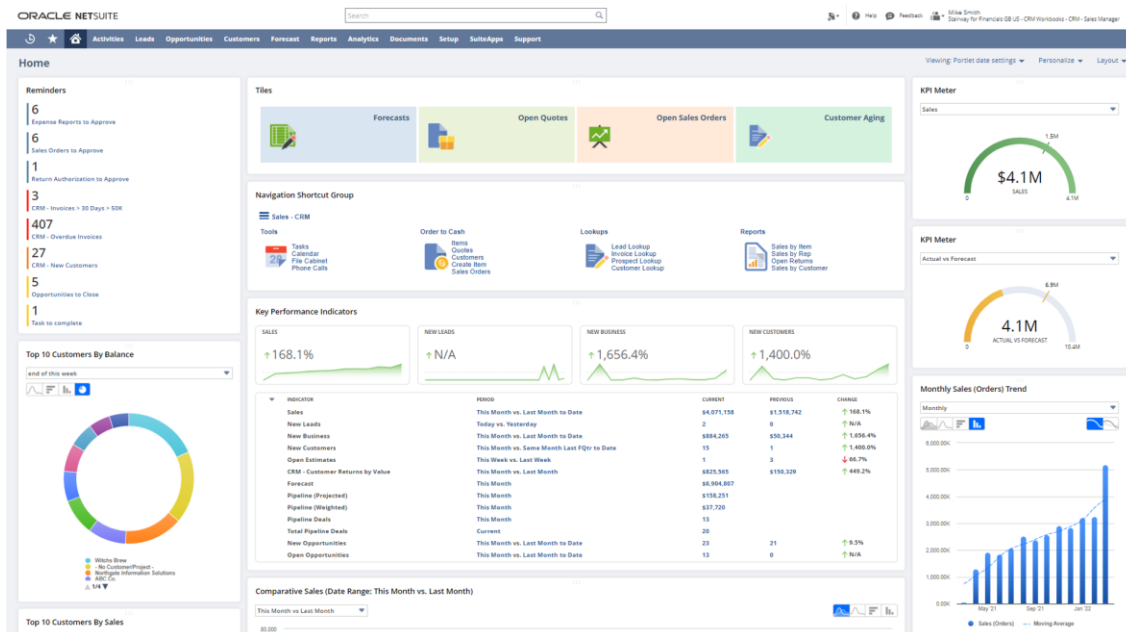 ORACLE NETSUITE
Search
Help
Feedback
Mike Smith
Stairway for Financials GB US - CRM Workbooks - CRM - Sales Manager
Activities Leads Opportunities Customers Forecast Reports Analytics Documents Setup SuiteApps Support
Home
Viewing: Portlet date settings Personalize Layout
Reminders
6
Expense Reports to Approve
6
Sales Orders to Approve
1
Return Authorization to Approve
3
CRM - Invoices > 30 Days > 50K
407
CRM - Overdue Invoices
27
CRM - New Customers
5
Opportunities to Close
1
Task to complete
Top 10 Customers By Balance
end of this week
Witchs Brew
- No Customer/Project -
Northgate Information Solutions
ABC Co.
1/4
Top 10 Customers By Sales
Tiles
Forecasts
Open Quotes
Open Sales Orders
Customer Aging
Navigation Shortcut Group
Sales - CRM
Tools
28
Tasks
Calendar
File Cabinet
Phone Calls
Order to Cash
Items
Quotes
Customers
Create Item
Sales Orders
Lookups
Lead Lookup
Invoice Lookup
Prospect Lookup
Customer Lookup
Reports
Sales by Item
Sales by Rep
Open Returns
Sales by Customer
Key Performance Indicators
SALES
168.1%
NEW LEADS
N/A
NEW BUSINESS
1,656.4%
NEW CUSTOMERS
1,400.0%
INDICATOR PERIOD CURRENT PREVIOUS CHANGE
Sales This Month vs. Last Month to Date $4,071,158 $1,518,742 168.1%
New Leads Today vs. Yesterday 2 0 N/A
New Business This Month vs. Last Month to Date $884,265 $50,344 1,656.4%
New Customers This Month vs. Same Month Last FQtr to Date 15 1 1,400.0%
Open Estimates This Week vs. Last Week 1 3 66.7%
CRM - Customer Returns by Value This Month vs. Last Month $825,565 $150,329 449.2%
Forecast This Month $6,904,807
Pipeline (Projected) This Month $158,251
Pipeline (Weighted) This Month $37,720
Pipeline Deals This Month 13
Total Pipeline Deals Current 20
New Opportunities This Month vs. Last Month to Date 23 21 9.5%
Open Opportunities This Month vs. Last Month to Date 13 0 N/A
Comparative Sales (Date Range: This Month vs. Last Month)
This Month vs Last Month
80,000
KPI Meter
Sales
1.5M
$4.1M
SALES
0
4.1M
KPI Meter
Actual vs Forecast
6.9M
4.1M
ACTUAL VS FORECAST
0
10.4M
Monthly Sales (Orders) Trend
Monthly
6,000.00K
5,000.00K
4,000.00K
3,000.00K
2,000.00K
1,000.00K
0.00K
May '21 Sep '21 Jan '22
Sales (Orders) Moving Average